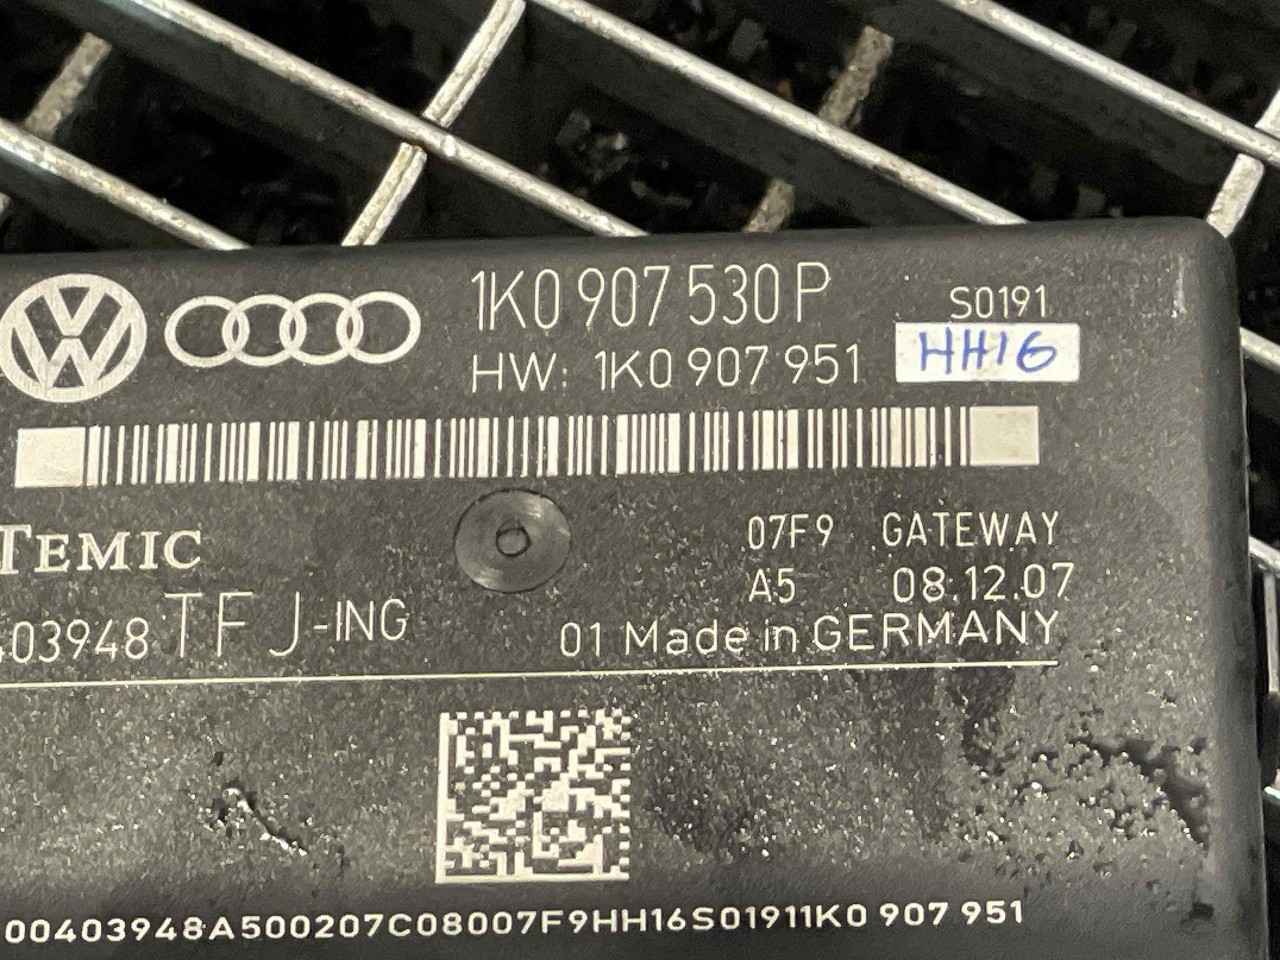 1K0 907 530 P
S0191
HW: 1K0 907 951
HH16
TEMIC
07F9 GATEWAY
A5 08.12.07
403948 TF J-ING
01 Made in GERMANY
00403948A500207C08007F9HH16S01911K0 907 951